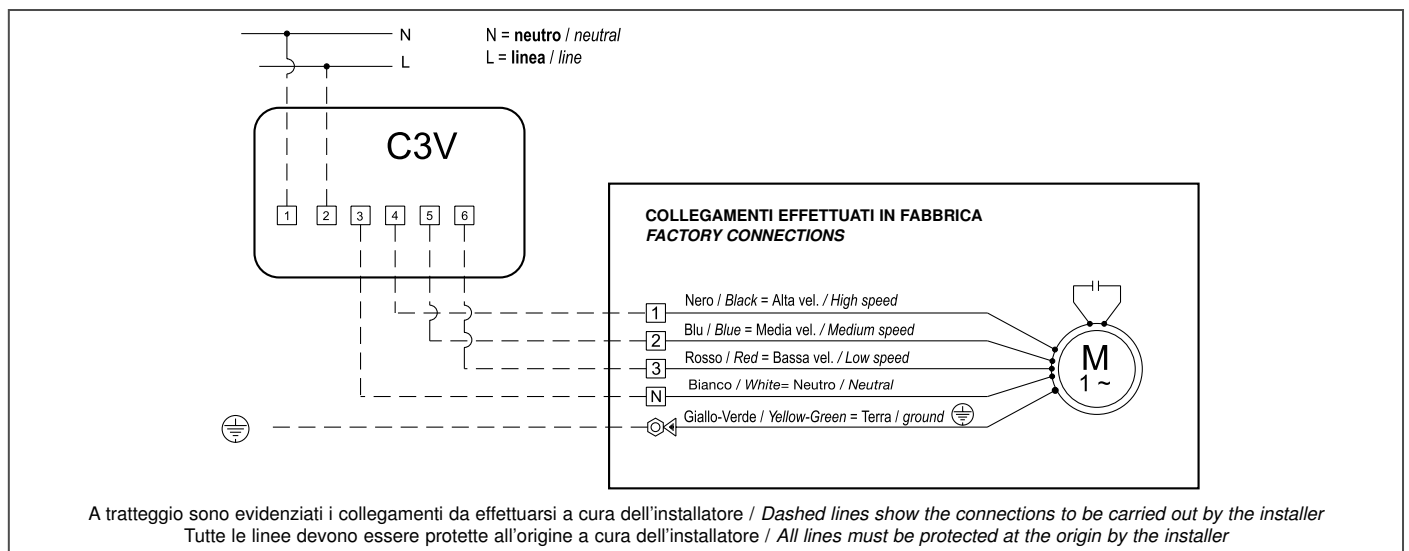 N
N = neutro / neutral
L
L = linea / line
C3V
1 2 3 4 5 6
COLLEGAMENTI EFFETTUATI IN FABBRICA
FACTORY CONNECTIONS
1 Nero / Black = Alta vel. / High speed
2 Blu / Blue = Media vel. / Medium speed
3 Rosso / Red = Bassa vel. / Low speed
N Bianco / White= Neutro / Neutral
Giallo-Verde / Yellow-Green = Terra / ground
M
1 ~
A tratteggio sono evidenziati i collegamenti da effettuarsi a cura dell'installatore / Dashed lines show the connections to be carried out by the installer
Tutte le linee devono essere protette all'origine a cura dell'installatore / All lines must be protected at the origin by the installer